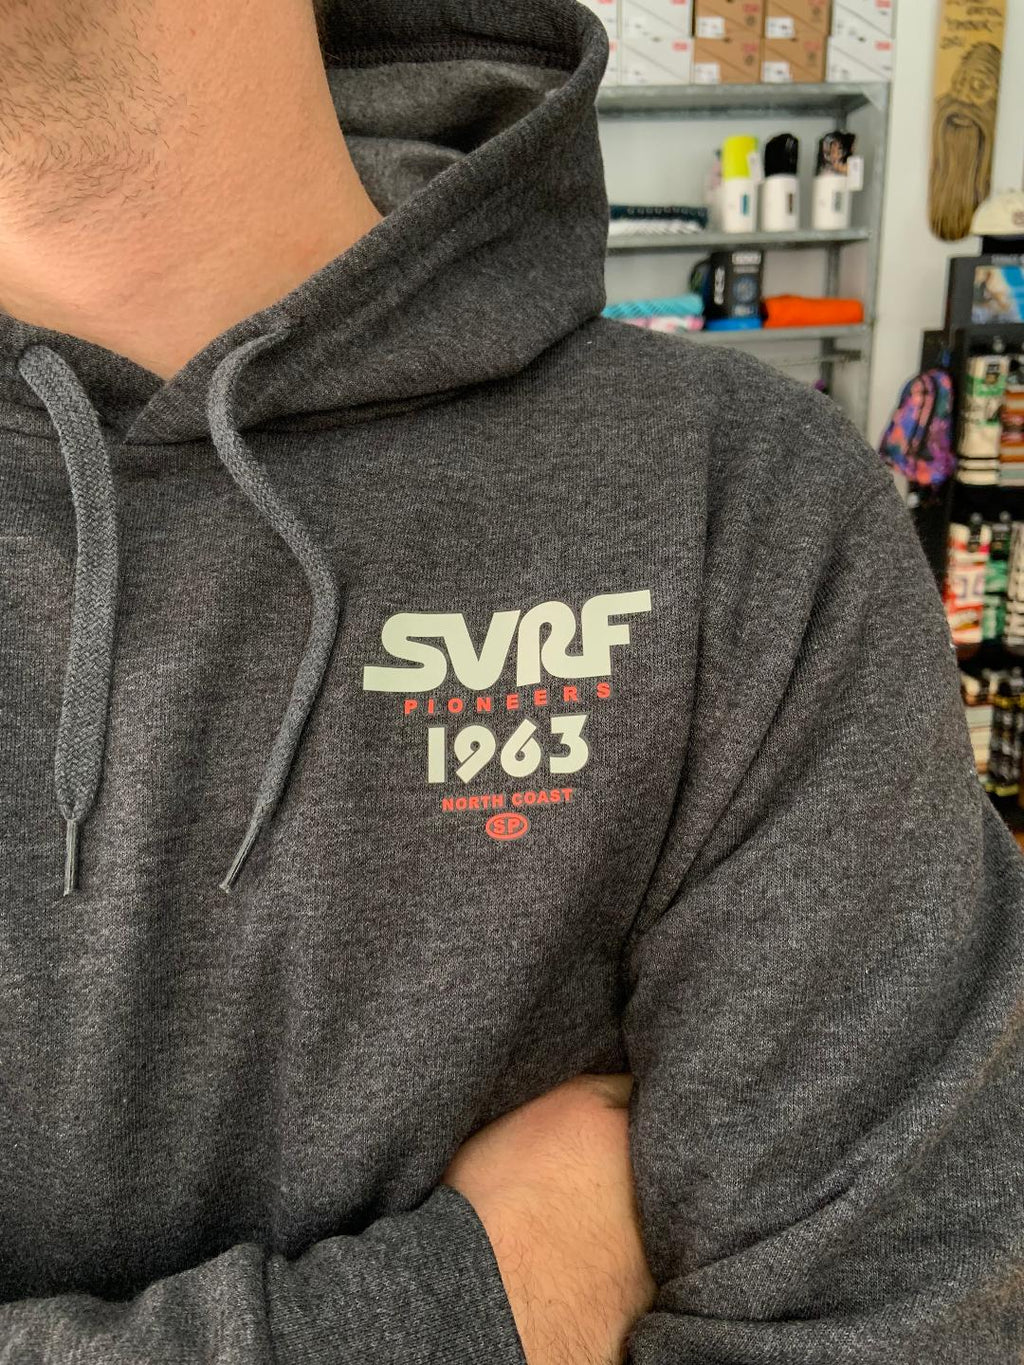 SVRF
PIONEERS
1963
NORTH COAST
SP